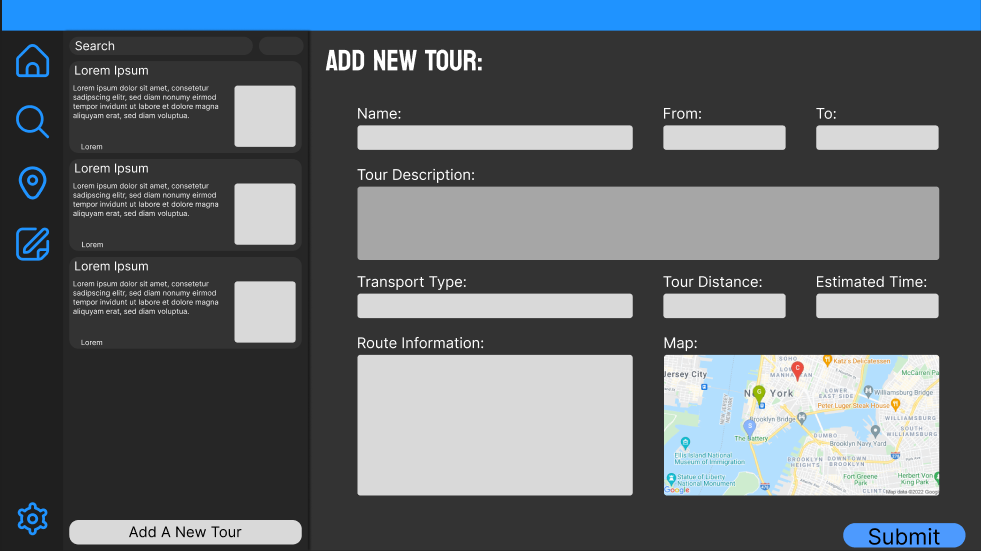 Search
Lorem Ipsum
Lorem ipsum dolor sit amet, consetetur
sadipscing elitr, sed diam nonumy eirmod
tempor invidunt ut labore et dolore magna
aliquyam erat, sed diam voluptua.
Lorem
Lorem Ipsum
Lorem ipsum dolor sit amet, consetetur
sadipscing elitr, sed diam nonumy eirmod
tempor invidunt ut labore et dolore magna
aliquyam erat, sed diam voluptua.
Lorem
Lorem Ipsum
Lorem ipsum dolor sit amet, consetetur
sadipscing elitr, sed diam nonumy eirmod
tempor invidunt ut labore et dolore magna
aliquyam erat, sed diam voluptua.
Lorem
Add A New Tour
ADD NEW TOUR:
Name:
From:
To:
Tour Description:
Transport Type:
Tour Distance:
Estimated Time:
Route Information:
Map:
SOHO
Katz's Delicatessen
Jersey City
C
McCarren Pa
LOWER
EAST SIDE
Williamsburg Bridge
G
York
Peter Luger Steak House
WILLIAMSBURG
Brooklyn Bridge
S
The Battery
DUMBO
SOUTH
WILLIAMSBURG
Brooklyn Navy Yard
Ellis Island National
Museum of Immigration
BROOKLYN
HEIGHTS
DOWNTOWN
BROOKLYN
Statue of Liberty
National Monument
Fort Greene
Park
Herbert Von
King Park
CLINT
Google
Map data ©2022 Goog
Submit